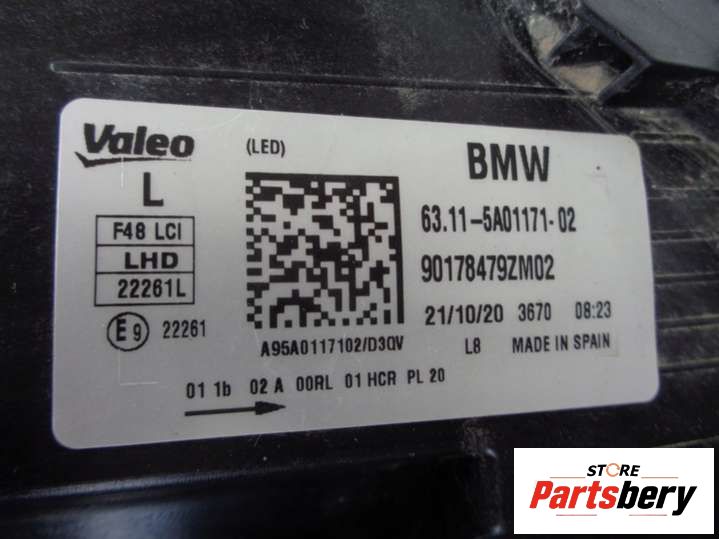 Valeo
(LED)
BMW
L
F48 LCI
LHD
22261L
E9 22261
63.11-5A01171-02
90178479ZM02
21/10/20 3670 08:23
A95A0117102/D3QV
L8 MADE IN SPAIN
01 1b 02 A 00RL 01 HCR PL 20
STORE
Partsbery